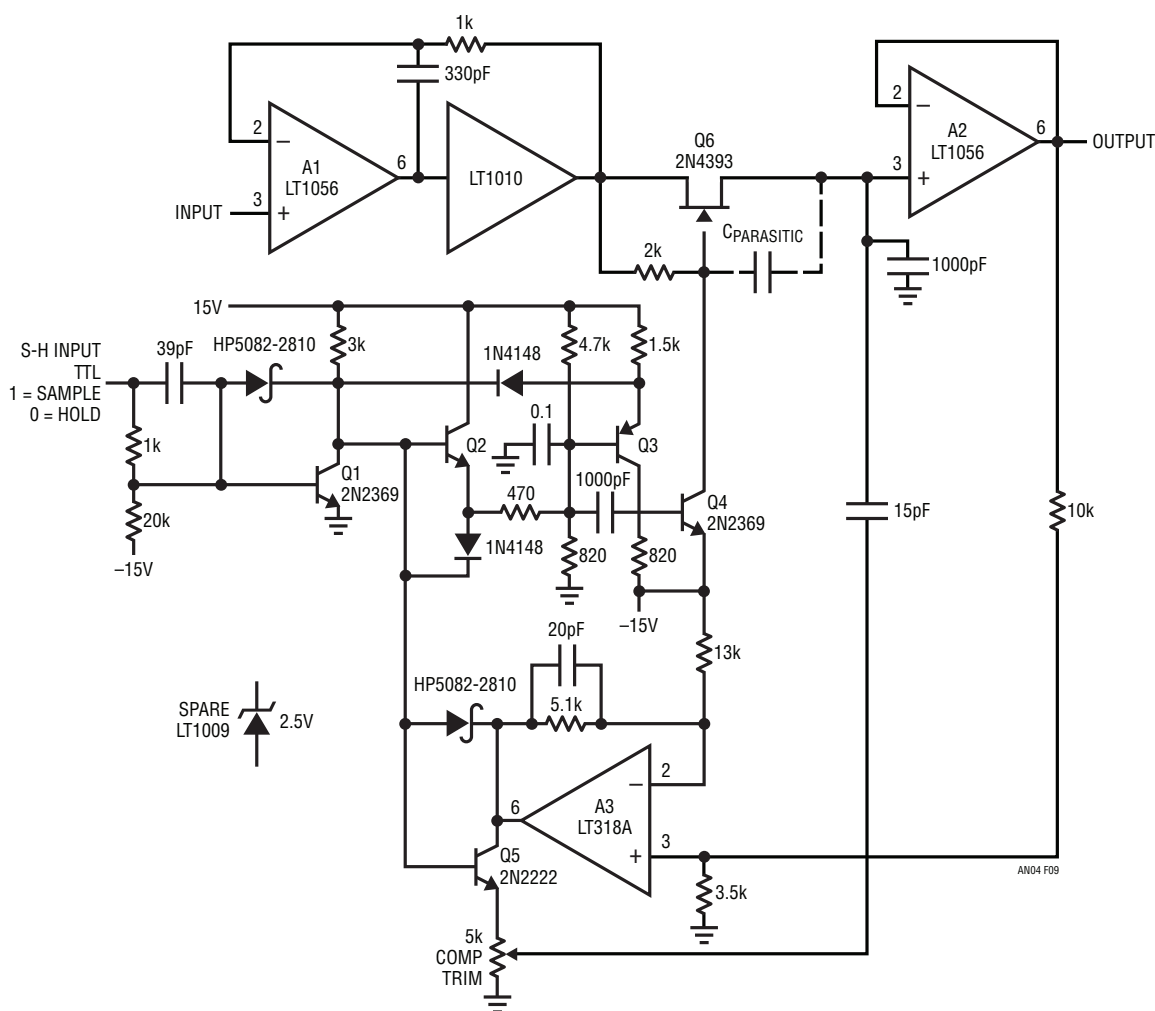 1k
330pF
2
A1
LT1056
6
3
INPUT
LT1010
Q6
2N4393
2
A2
LT1056
6
OUTPUT
3
CPARASITIC
2k
1000pF
15V
S-H INPUT
TTL
1 = SAMPLE
0 = HOLD
39pF
HP5082-2810
3k
1N4148
4.7k
1.5k
0.1
1k
Q1
2N2369
Q2
Q3
1000pF
470
Q4
2N2369
15pF
10k
20k
–15V
1N4148
820
820
–15V
20pF
13k
HP5082-2810
5.1k
SPARE
LT1009
2.5V
2
6
A3
LT318A
3
Q5
2N2222
3.5k
AN04 F09
5k
COMP
TRIM